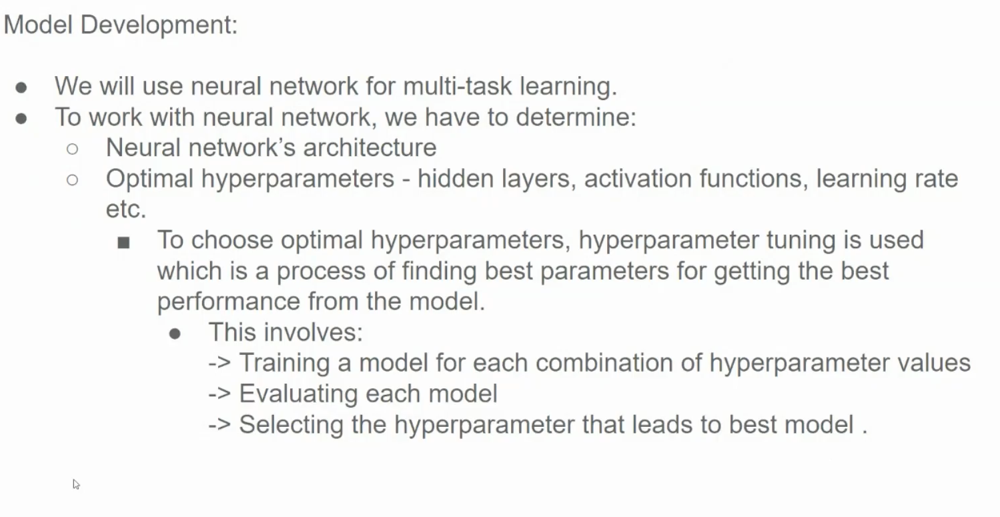 Model Development:
● We will use neural network for multi-task learning.
● To work with neural network, we have to determine:
○ Neural network’s architecture
○ Optimal hyperparameters - hidden layers, activation functions, learning rate
etc.
■ To choose optimal hyperparameters, hyperparameter tuning is used
which is a process of finding best parameters for getting the best
performance from the model.
● This involves:
-> Training a model for each combination of hyperparameter values
-> Evaluating each model
-> Selecting the hyperparameter that leads to best model .